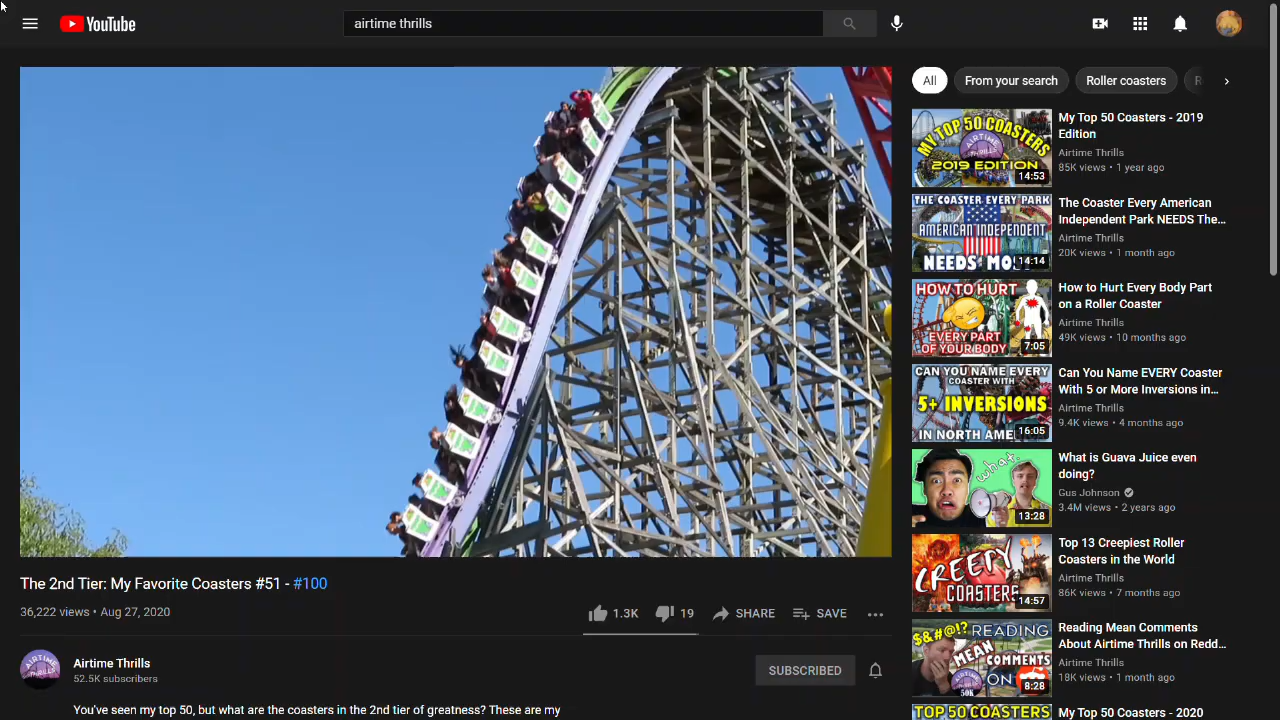 YouTube
airtime thrills
All
From your search
Roller coasters
The 2nd Tier: My Favorite Coasters #51 - #100
36,222 views • Aug 27, 2020
1.3K
19
SHARE
SAVE
Airtime Thrills
52.5K subscribers
SUBSCRIBED
You've seen my top 50, but what are the coasters in the 2nd tier of greatness? These are my
MY TOP 50 COASTERS
AIRTIME THRILLS
2019 EDITION
14:53
My Top 50 Coasters - 2019
Edition
Airtime Thrills
85K views • 1 year ago
THE COASTER EVERY PARK
AMERICAN INDEPENDENT
NEEDS MO
14:14
The Coaster Every American
Independent Park NEEDS The...
Airtime Thrills
20K views • 1 month ago
HOW TO HURT
EVERY PART
OF YOUR BODY
7:05
How to Hurt Every Body Part
on a Roller Coaster
Airtime Thrills
49K views • 10 months ago
CAN YOU NAME EVERY
COASTER WITH
5+ INVERSIONS
IN NORTH AME
16:05
Can You Name EVERY Coaster
With 5 or More Inversions in...
Airtime Thrills
9.4K views • 4 months ago
what.
13:28
What is Guava Juice even
doing?
Gus Johnson
3.4M views • 2 years ago
CREEPY
COASTERS
14:57
Top 13 Creepiest Roller
Coasters in the World
Airtime Thrills
86K views • 7 months ago
$&#@!? READING
MEAN
COMMENTS
ON
50K
8:28
Reading Mean Comments
About Airtime Thrills on Redd...
Airtime Thrills
18K views • 1 month ago
TOP 50 COASTERS
My Top 50 Coasters - 2020